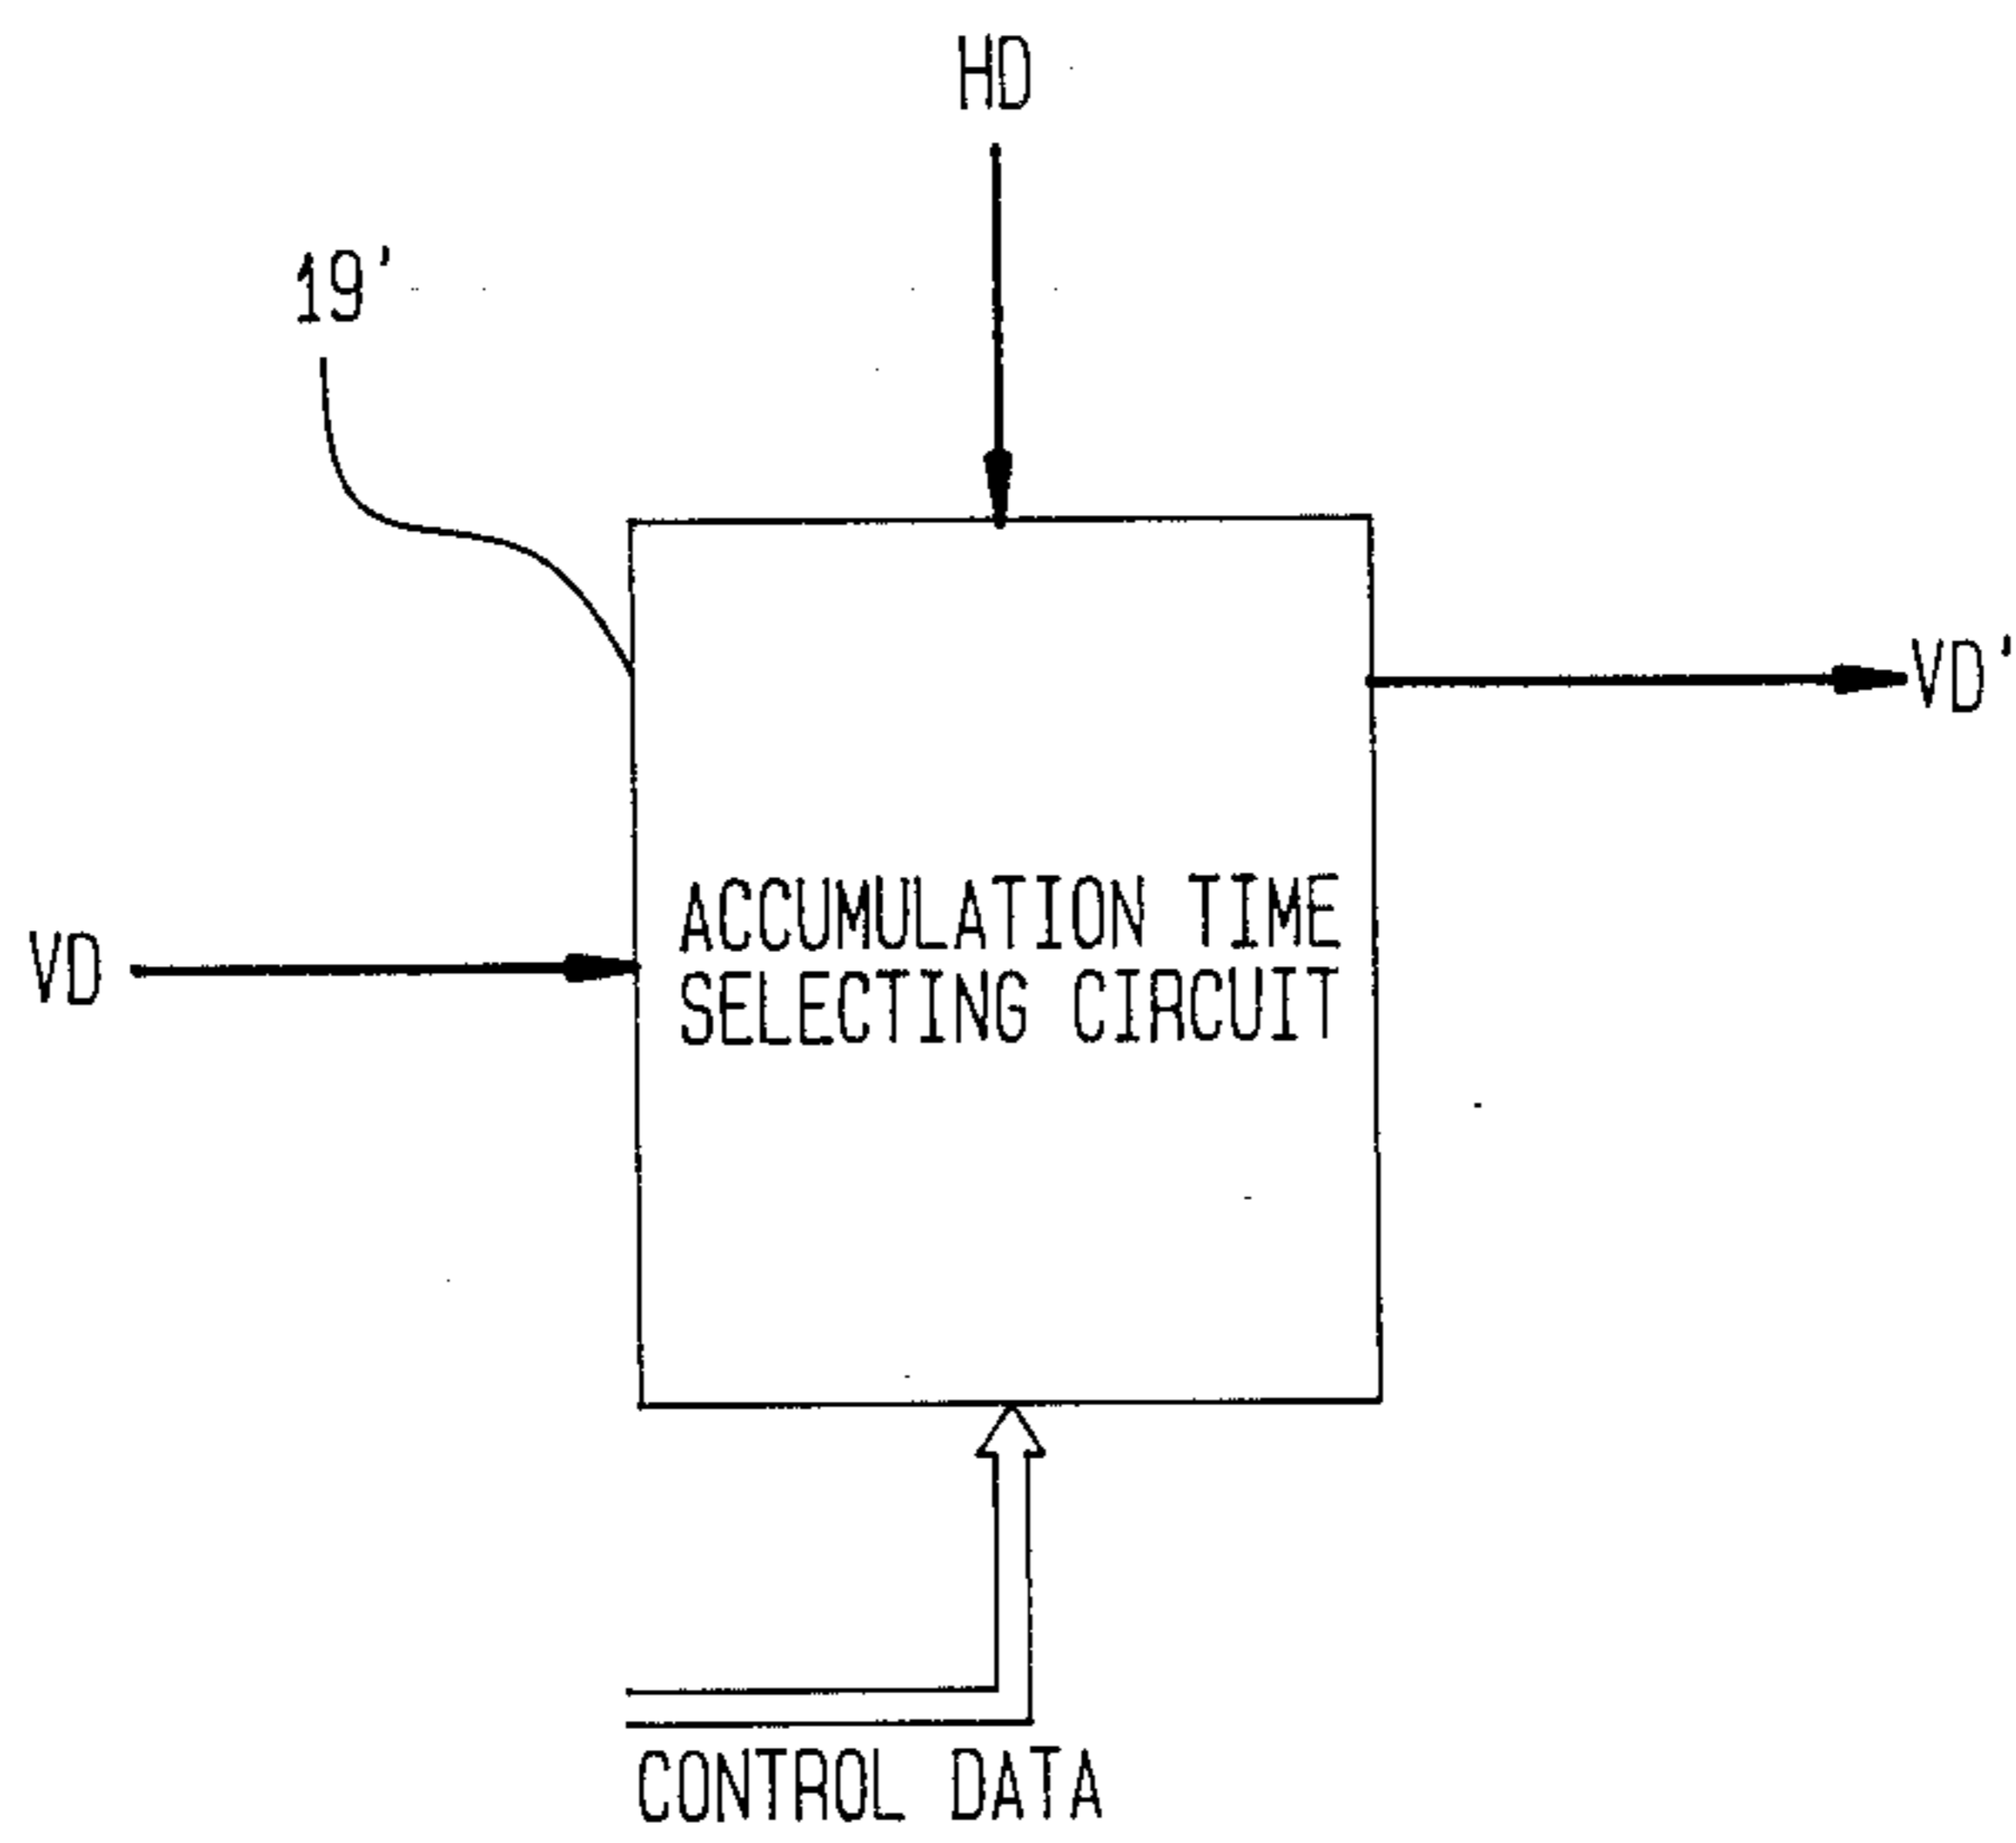 HD
19'
VD'
ACCUMULATION TIME
SELECTING CIRCUIT
VD
CONTROL DATA